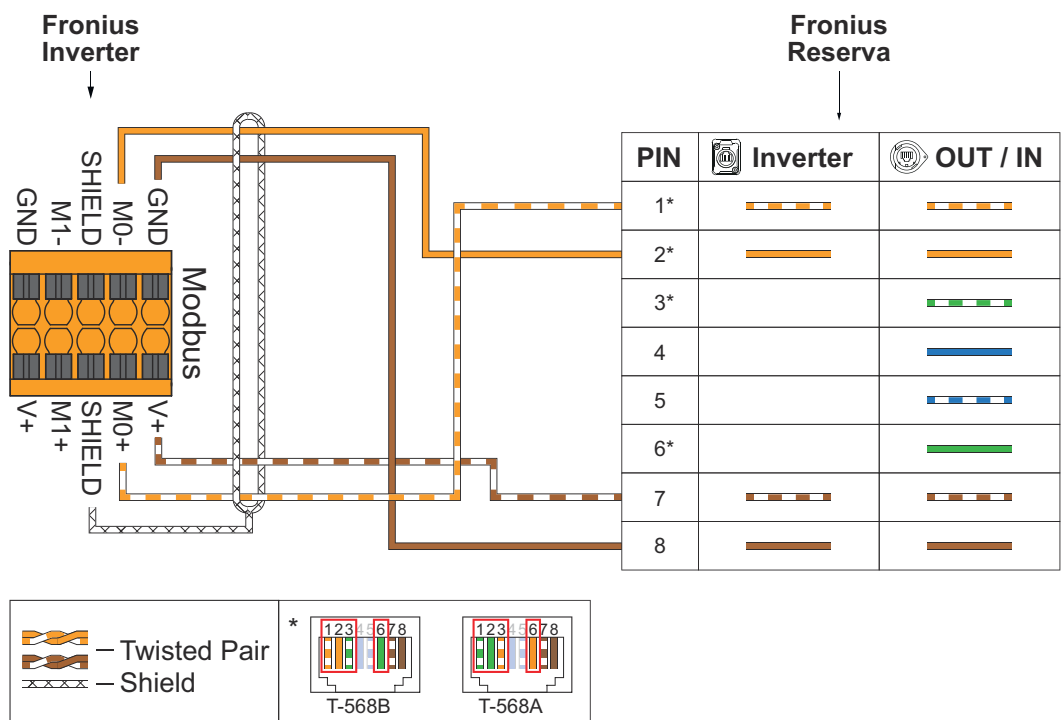 Fronius
Inverter
Fronius
Reserva
GND
M1-
SHIELD
M0-
GND
Modbus
V+
M1+
SHIELD
M0+
V+
PIN Inverter OUT / IN
1*
2*
3*
4
5
6*
7
8
Twisted Pair
Shield
*
12345678
T-568B
12345678
T-568A